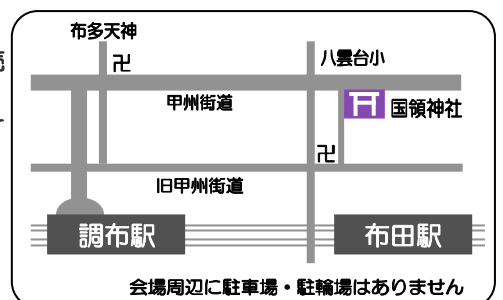 布多天神
八雲台小
甲州街道
国領神社
旧甲州街道
調布駅
布田駅
会場周辺に駐車場・駐輪場はありません